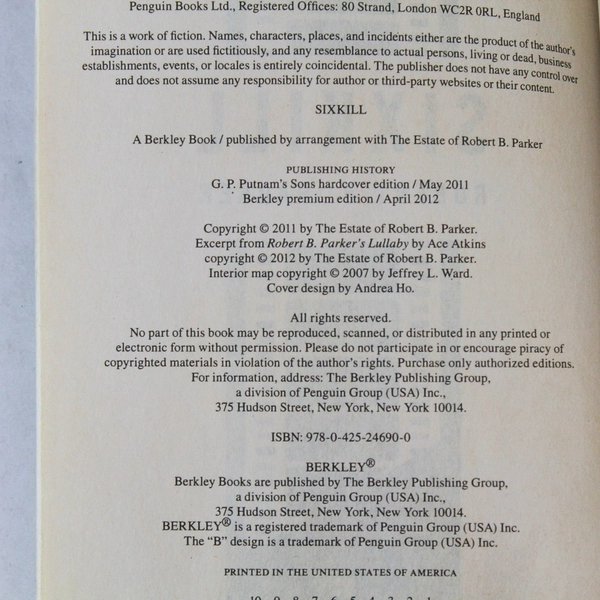 Penguin Books Ltd., Registered Offices: 80 Strand, London WC2R 0RL, England
This is a work of fiction. Names, characters, places, and incidents either are the product of the author's
imagination or are used fictitiously, and any resemblance to actual persons, living or dead, business
establishments, events, or locales is entirely coincidental. The publisher does not have any control over
and does not assume any responsibility for author or third-party websites or their content.
SIXKILL
A Berkley Book / published by arrangement with The Estate of Robert B. Parker
PUBLISHING HISTORY
G. P. Putnam's Sons hardcover edition / May 2011
Berkley premium edition / April 2012
Copyright © 2011 by The Estate of Robert B. Parker.
Excerpt from Robert B. Parker's Lullaby by Ace Atkins
copyright © 2012 by The Estate of Robert B. Parker.
Interior map copyright © 2007 by Jeffrey L. Ward.
Cover design by Andrea Ho.
All rights reserved.
No part of this book may be reproduced, scanned, or distributed in any printed or
electronic form without permission. Please do not participate in or encourage piracy of
copyrighted materials in violation of the author's rights. Purchase only authorized editions.
For information, address: The Berkley Publishing Group,
a division of Penguin Group (USA) Inc.,
375 Hudson Street, New York, New York 10014.
ISBN: 978-0-425-24690-0
BERKLEY®
Berkley Books are published by The Berkley Publishing Group,
a division of Penguin Group (USA) Inc.,
375 Hudson Street, New York, New York 10014.
BERKLEY® is a registered trademark of Penguin Group (USA) Inc.
The "B" design is a trademark of Penguin Group (USA) Inc.
PRINTED IN THE UNITED STATES OF AMERICA
10 9 8 7 6 5 4 3 2 1